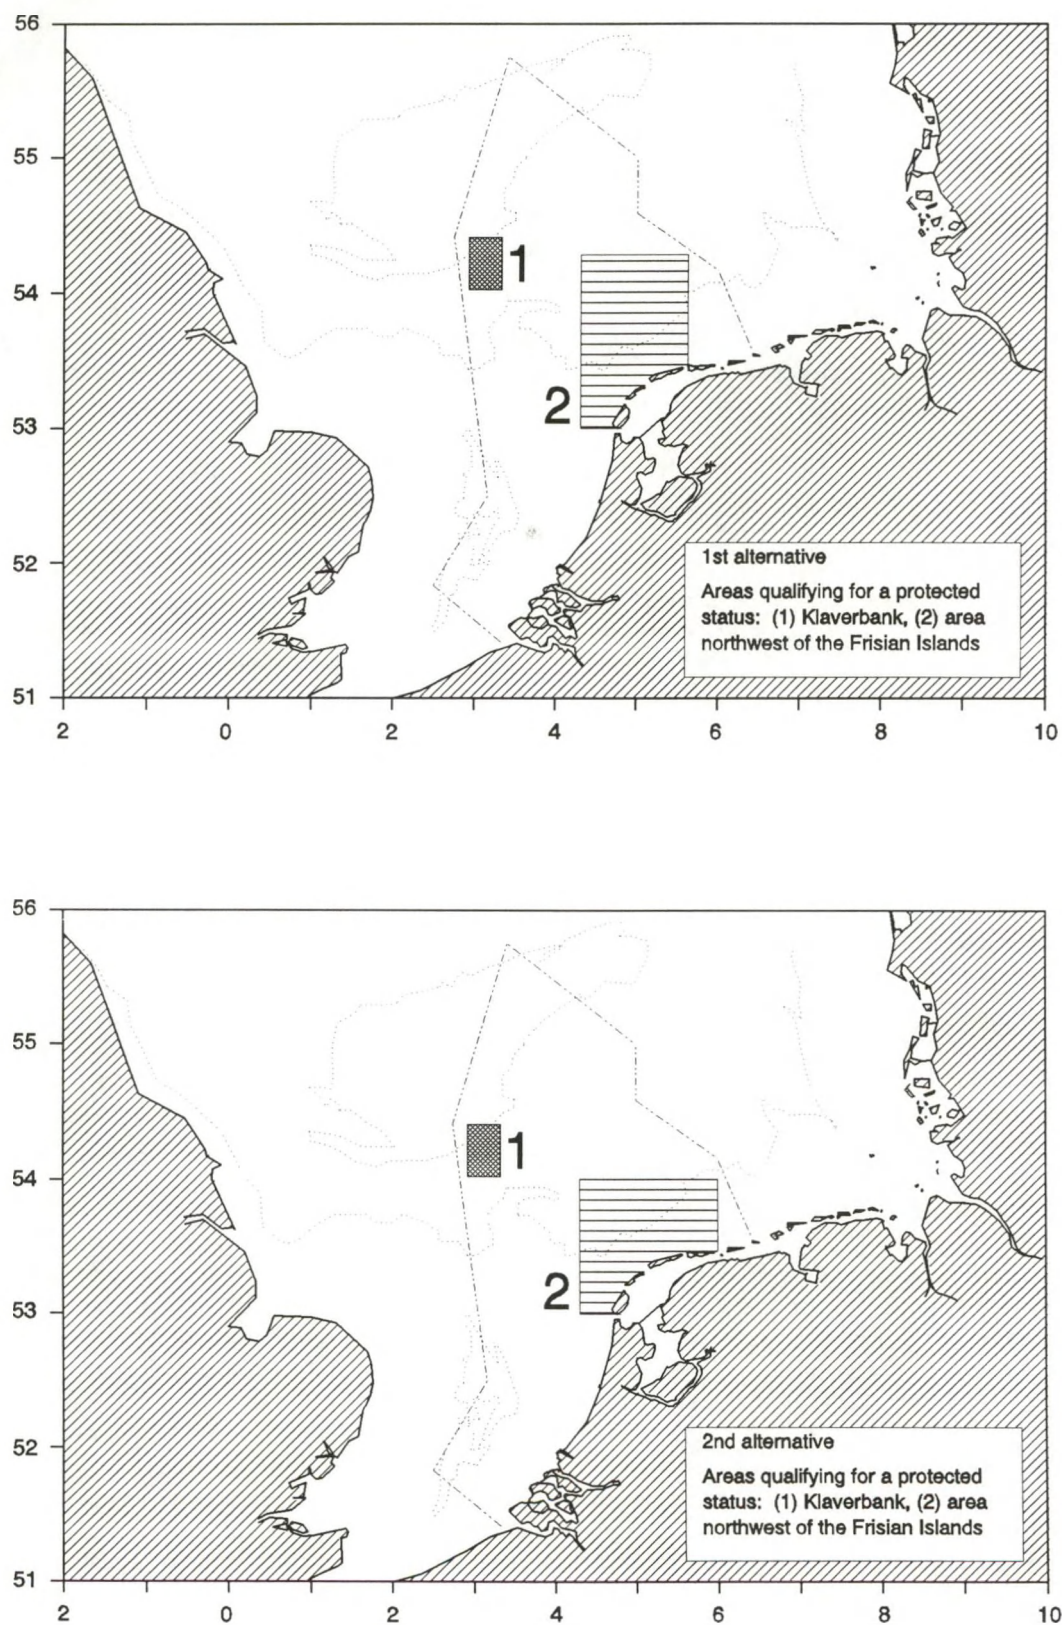 56
55
54
53
52
51
1
2
1st alternative
Areas qualifying for a protected
status: (1) Klaverbank, (2) area
northwest of the Frisian Islands
2 0 2 4 6 8 10
56
55
54
53
52
51
1
2
2nd alternative
Areas qualifying for a protected
status: (1) Klaverbank, (2) area
northwest of the Frisian Islands
2 0 2 4 6 8 10